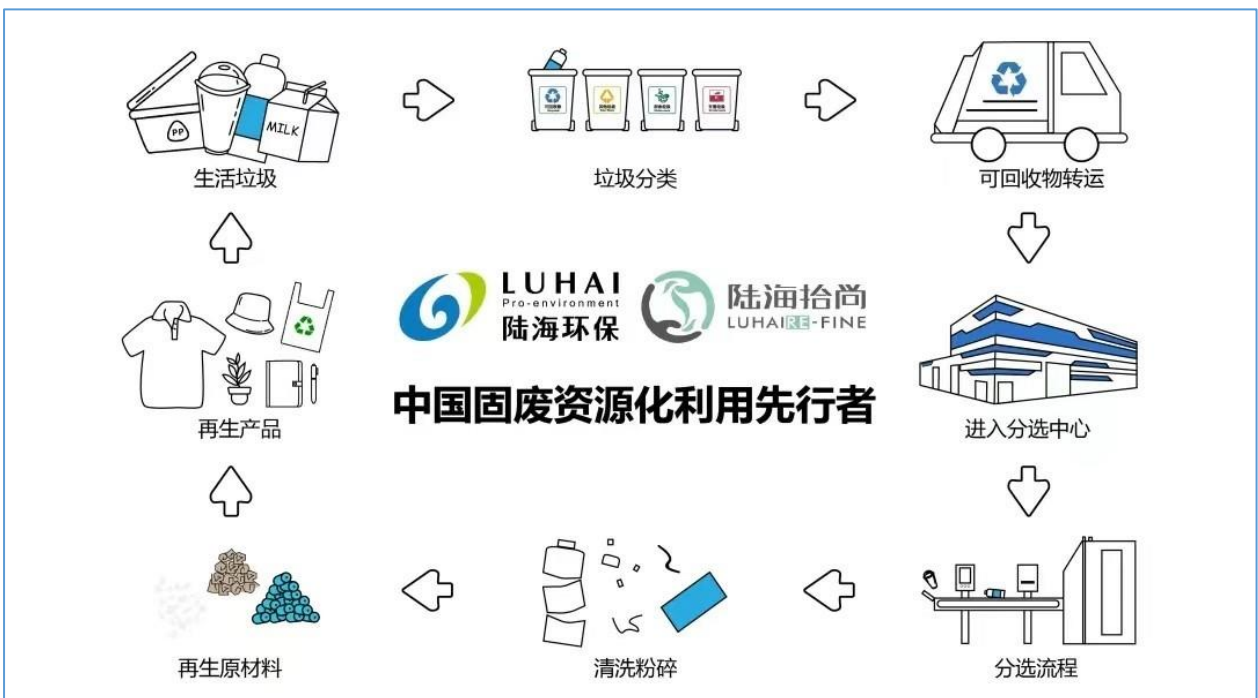 PP
MILK
生活垃圾
垃圾分类
可回收物转运
LUHAI
Pro-environment
陆海环保
陆海拾尚
LUHAIRE-FINE
中国固废资源化利用先行者
再生产品
进入分选中心
再生原材料
清洗粉碎
分选流程